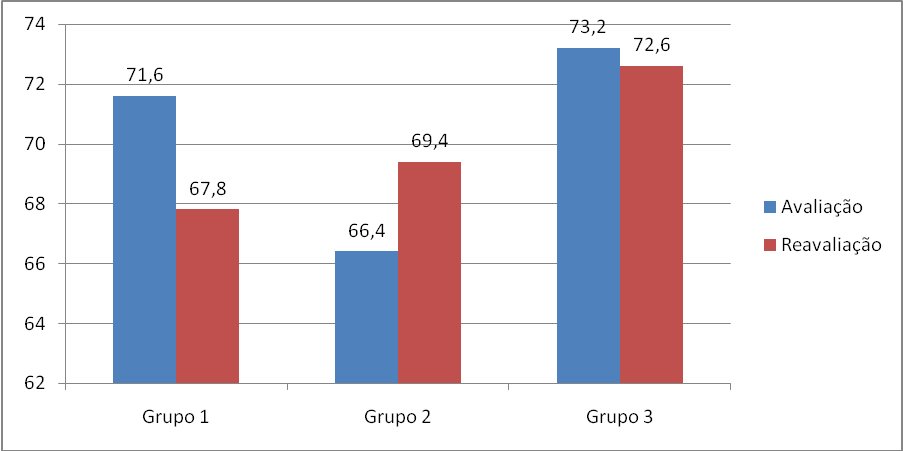 74
72
70
68
66
64
62
71,6
67,8
66,4
69,4
73,2
72,6
Grupo 1
Grupo 2
Grupo 3
Avaliação
Reavaliação